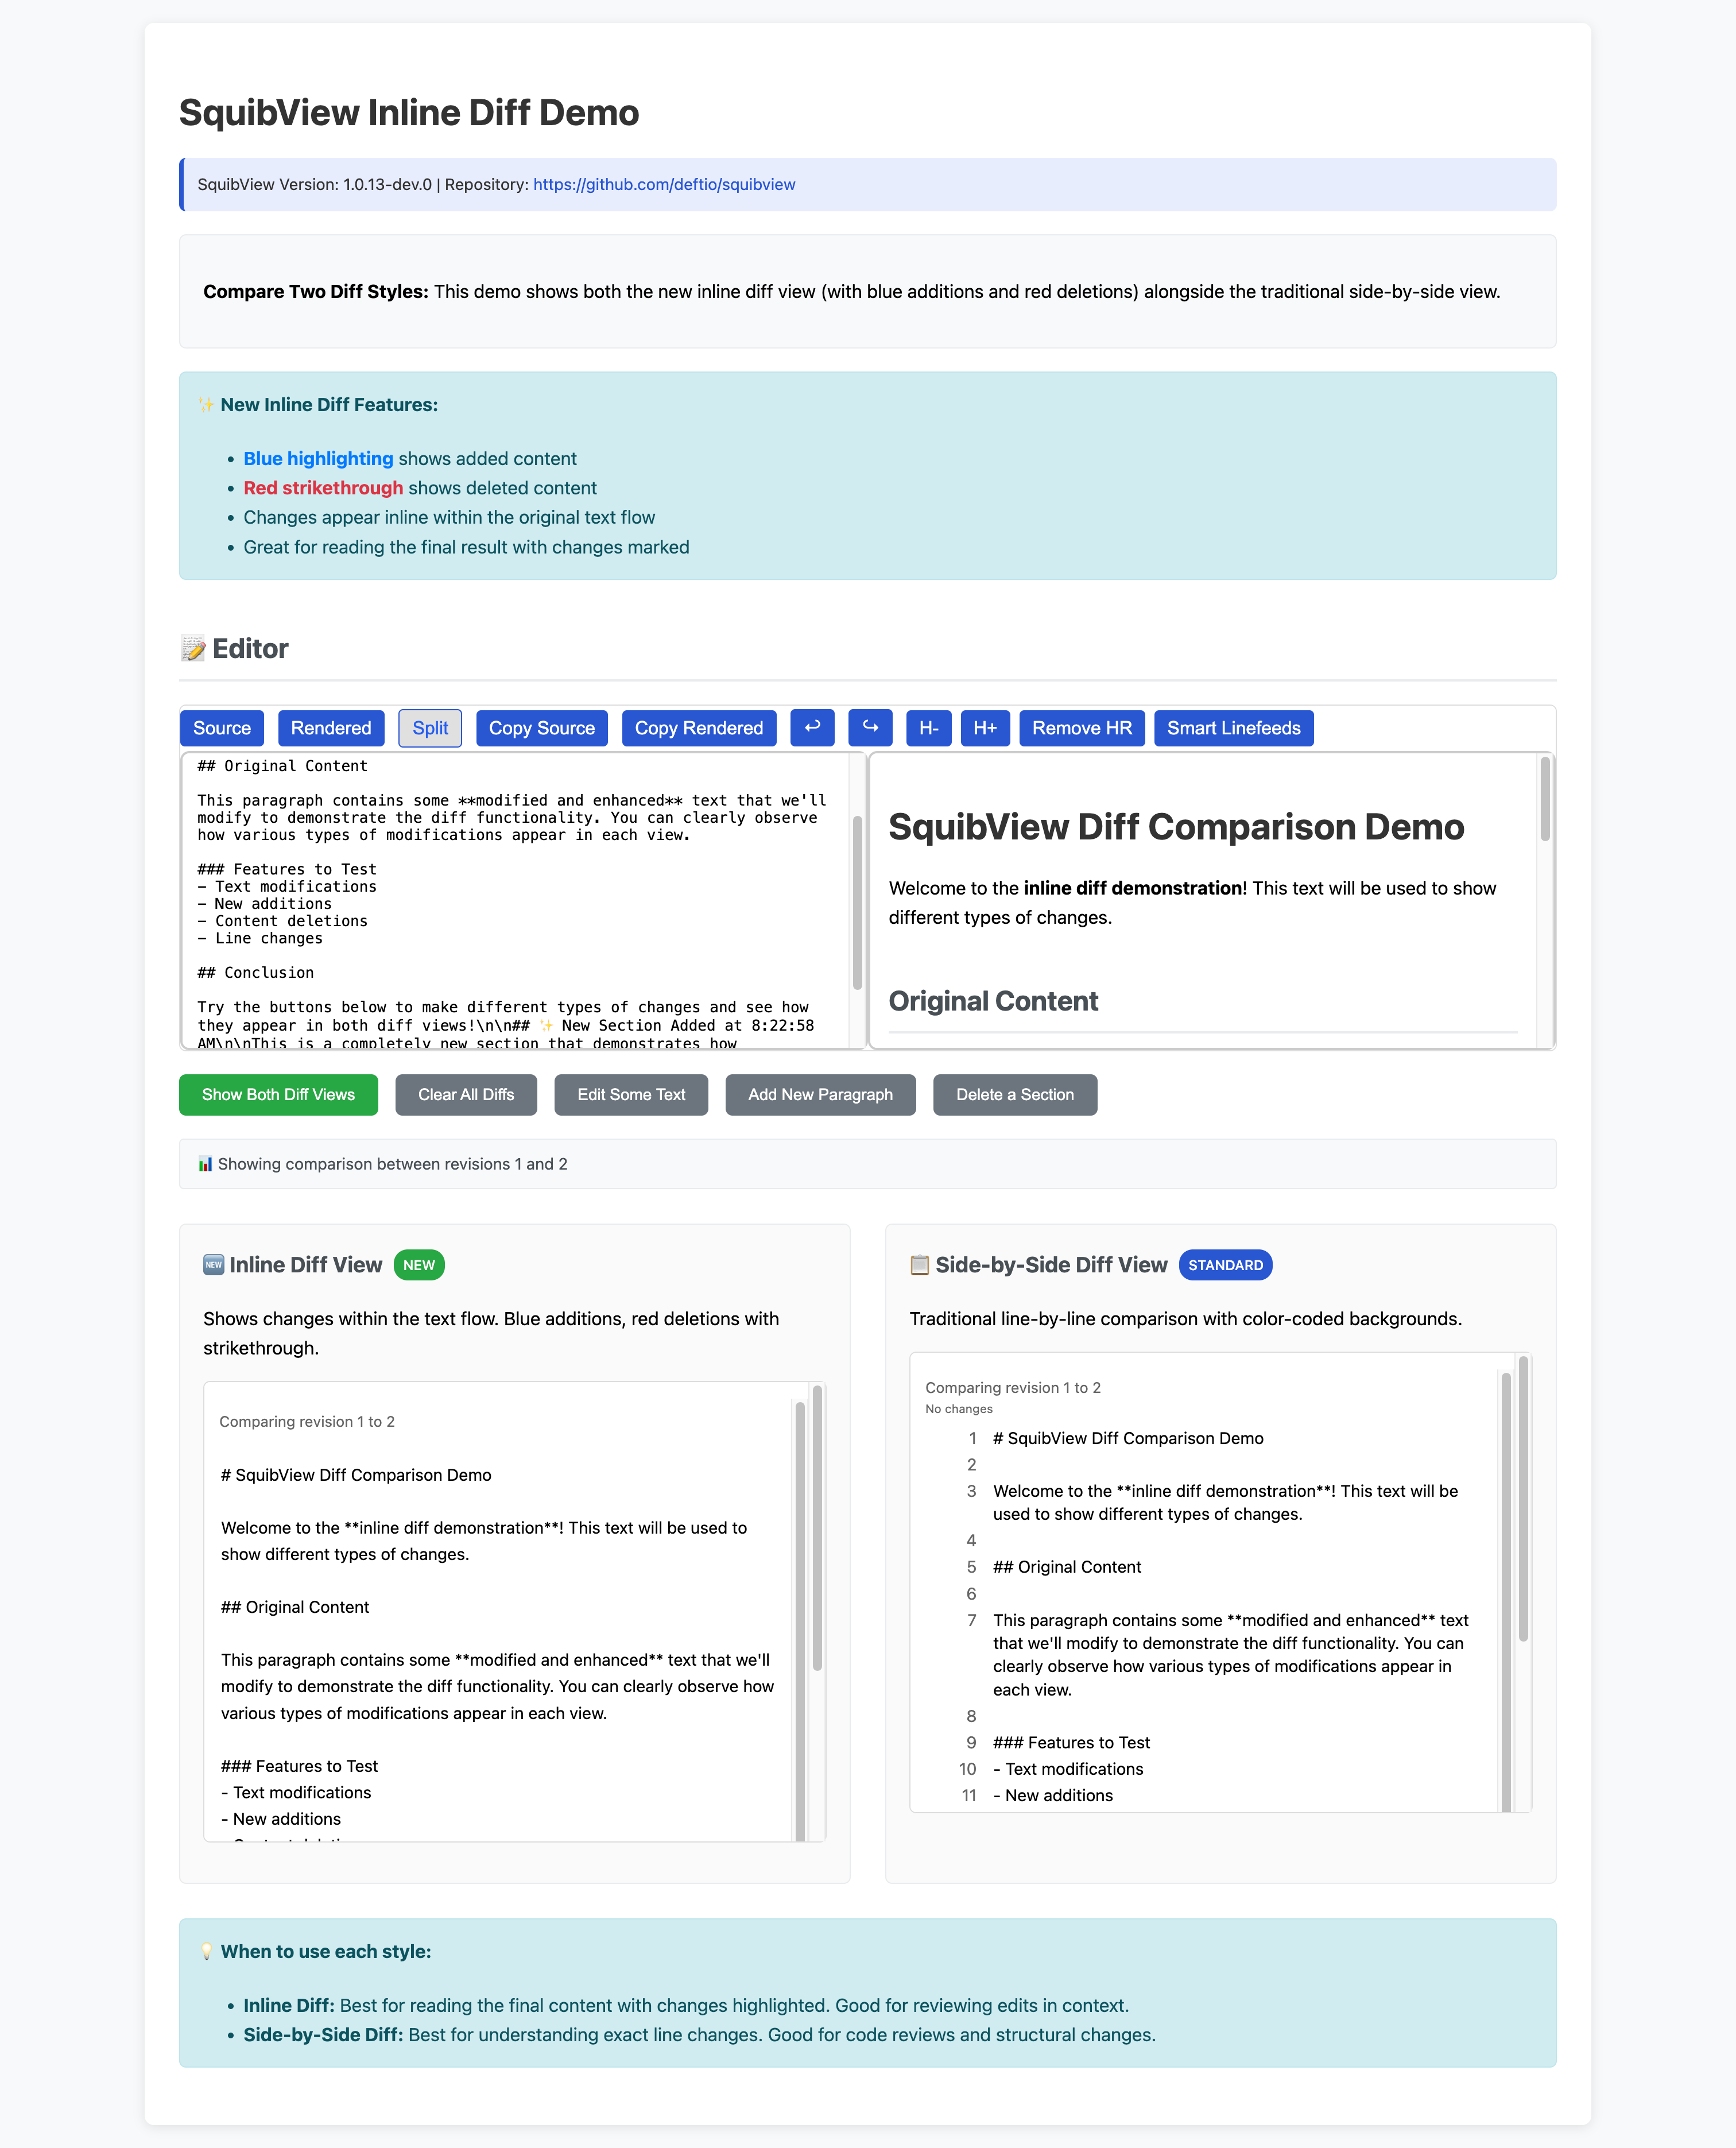 SquibView Inline Diff Demo
SquibView Version: 1.0.13-dev.0 | Repository: https://github.com/deftio/squibview
Compare Two Diff Styles: This demo shows both the new inline diff view (with blue additions and red deletions) alongside the traditional side-by-side view.
✨ New Inline Diff Features:
• Blue highlighting shows added content
• Red strikethrough shows deleted content
• Changes appear inline within the original text flow
• Great for reading the final result with changes marked
📝 Editor
Source Rendered Split Copy Source Copy Rendered ↩ ↪ H- H+ Remove HR Smart Linefeeds
## Original Content
This paragraph contains some **modified and enhanced** text that we'll
modify to demonstrate the diff functionality. You can clearly observe
how various types of modifications appear in each view.
### Features to Test
- Text modifications
- New additions
- Content deletions
- Line changes
## Conclusion
Try the buttons below to make different types of changes and see how
they appear in both diff views!\n\n## ✨ New Section Added at 8:22:58
AM\n\nThis is a completely new section that demonstrates how
SquibView Diff Comparison Demo
Welcome to the inline diff demonstration! This text will be used to show
different types of changes.
Original Content
Show Both Diff Views Clear All Diffs Edit Some Text Add New Paragraph Delete a Section
📊 Showing comparison between revisions 1 and 2
🆕 Inline Diff View NEW
Shows changes within the text flow. Blue additions, red deletions with
strikethrough.
Comparing revision 1 to 2
# SquibView Diff Comparison Demo
Welcome to the **inline diff demonstration**! This text will be used to
show different types of changes.
## Original Content
This paragraph contains some **modified and enhanced** text that we'll
modify to demonstrate the diff functionality. You can clearly observe how
various types of modifications appear in each view.
### Features to Test
- Text modifications
- New additions
📋 Side-by-Side Diff View STANDARD
Traditional line-by-line comparison with color-coded backgrounds.
Comparing revision 1 to 2
No changes
1 # SquibView Diff Comparison Demo
2
3 Welcome to the **inline diff demonstration**! This text will be
used to show different types of changes.
4
5 ## Original Content
6
7 This paragraph contains some **modified and enhanced** text
that we'll modify to demonstrate the diff functionality. You can
clearly observe how various types of modifications appear in
each view.
8
9 ### Features to Test
10 - Text modifications
11 - New additions
💡 When to use each style:
• Inline Diff: Best for reading the final content with changes highlighted. Good for reviewing edits in context.
• Side-by-Side Diff: Best for understanding exact line changes. Good for code reviews and structural changes.